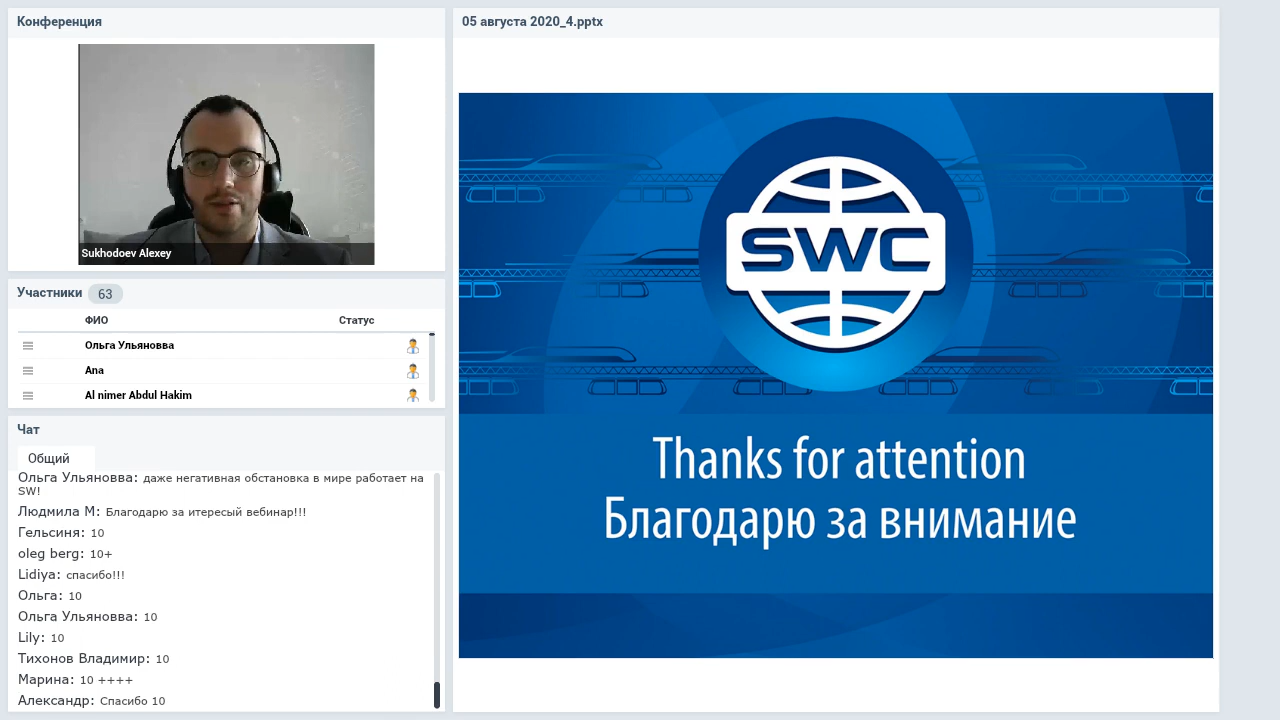 Конференция
Sukhodoev Alexey
Участники 63
ФИО Статус
Ольга Ульяновва
Ana
Al nimer Abdul Hakim
Чат
Общий
Ольга Ульяновва: даже негативная обстановка в мире работает на
SW!
Людмила М: Благодарю за итересый вебинар!!!
Гельсиня: 10
oleg berg: 10+
Lidiya: спасибо!!!
Ольга: 10
Ольга Ульяновва: 10
Lily: 10
Тихонов Владимир: 10
Марина: 10 ++++
Александр: Спасибо 10
05 августа 2020_4.pptx
SWC
Thanks for attention
Благодарю за внимание